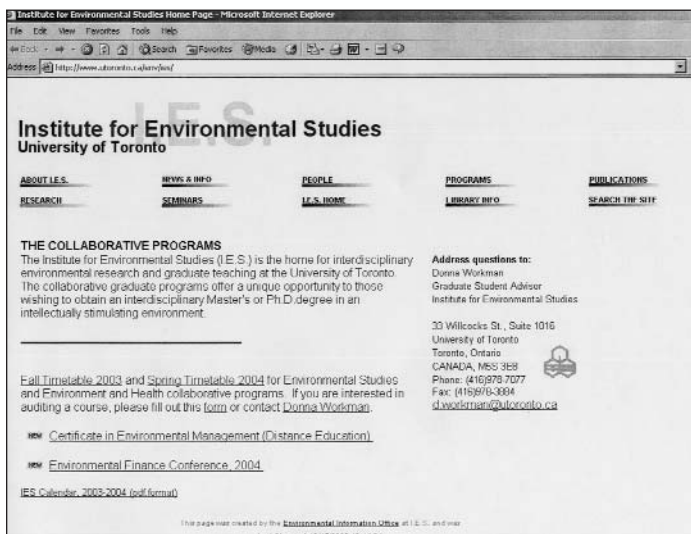 Institute for Environmental Studies Home Page - Microsoft Internet Explorer
File Edit View Favorites Tools Help
Back Search Favorites Media
Address http://www.utoronto.ca/env/ies/
I.E.S.
Institute for Environmental Studies
University of Toronto
ABOUT I.E.S. NEWS & INFO PEOPLE PROGRAMS PUBLICATIONS
RESEARCH SEMINARS I.E.S. HOME LIBRARY INFO SEARCH THE SITE
THE COLLABORATIVE PROGRAMS
The Institute for Environmental Studies (I.E.S.) is the home for interdisciplinary
environmental research and graduate teaching at the University of Toronto.
The collaborative graduate programs offer a unique opportunity to those
wishing to obtain an interdisciplinary Master's or Ph.D. degree in an
intellectually stimulating environment.
Fall Timetable 2003 and Spring Timetable 2004 for Environmental Studies
and Environment and Health collaborative programs. If you are interested in
auditing a course, please fill out this form or contact Donna Workman.
NEW Certificate in Environmental Management (Distance Education)
NEW Environmental Finance Conference, 2004
IES Calendar, 2003-2004 (pdf.format)
Address questions to:
Donna Workman
Graduate Student Advisor
Institute for Environmental Studies
33 Willcocks St., Suite 1016
University of Toronto
Toronto, Ontario
CANADA, M5S 3E8
Phone: (416)978-7077
Fax: (416)978-3884
d.workman@utoronto.ca
This page was created by the Environmental Information Office at I.E.S. and was